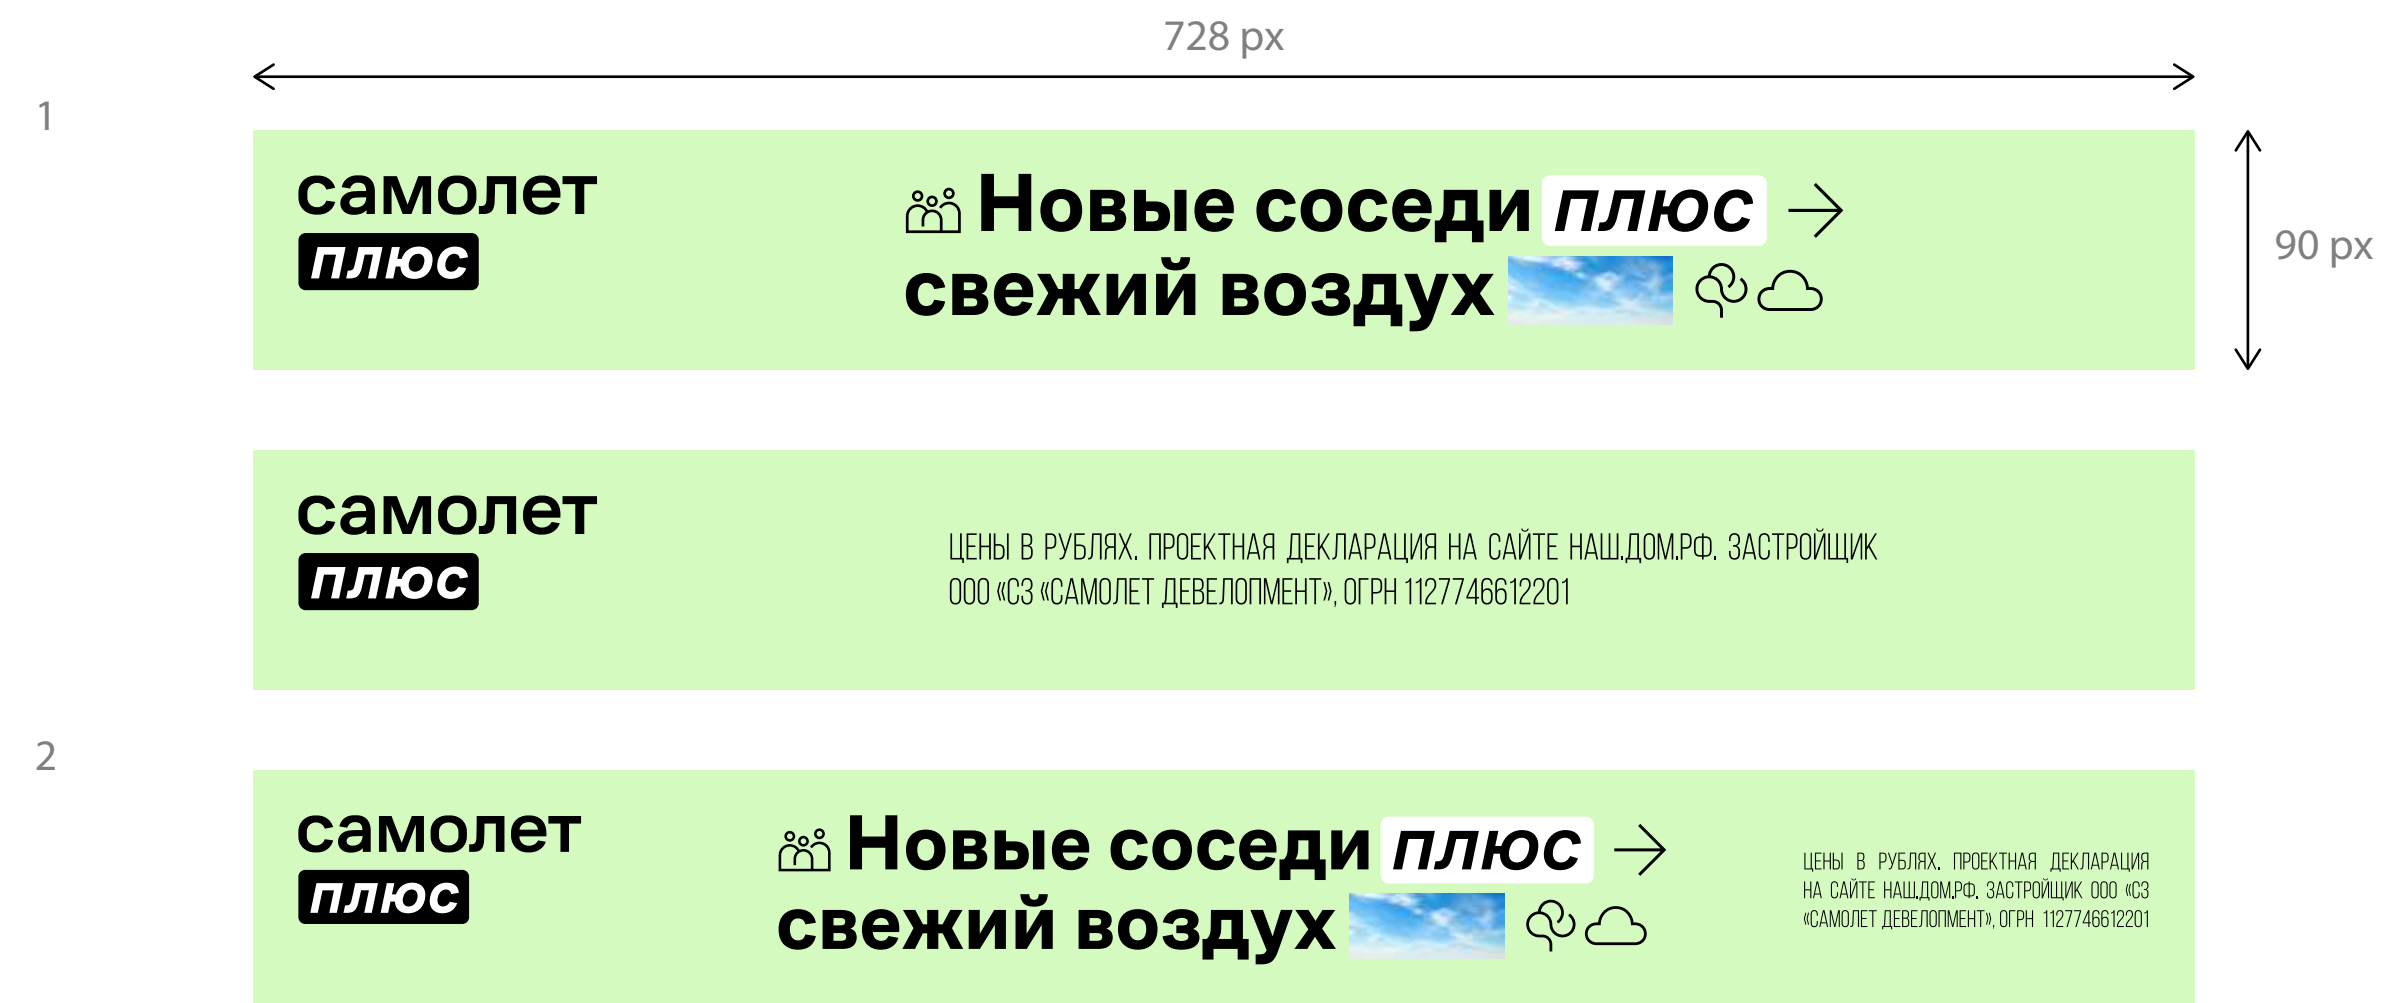 728 px
1
самолет
плюс
Новые соседи плюс →
свежий воздух
90 px
самолет
плюс
ЦЕНЫ В РУБЛЯХ. ПРОЕКТНАЯ ДЕКЛАРАЦИЯ НА САЙТЕ НАШ.ДОМ.РФ. ЗАСТРОЙЩИК
ООО «СЗ «САМОЛЕТ ДЕВЕЛОПМЕНТ», ОГРН 1127746612201
2
самолет
плюс
Новые соседи плюс →
свежий воздух
ЦЕНЫ В РУБЛЯХ. ПРОЕКТНАЯ ДЕКЛАРАЦИЯ
НА САЙТЕ НАШ.ДОМ.РФ. ЗАСТРОЙЩИК ООО «СЗ
«САМОЛЕТ ДЕВЕЛОПМЕНТ», ОГРН 1127746612201